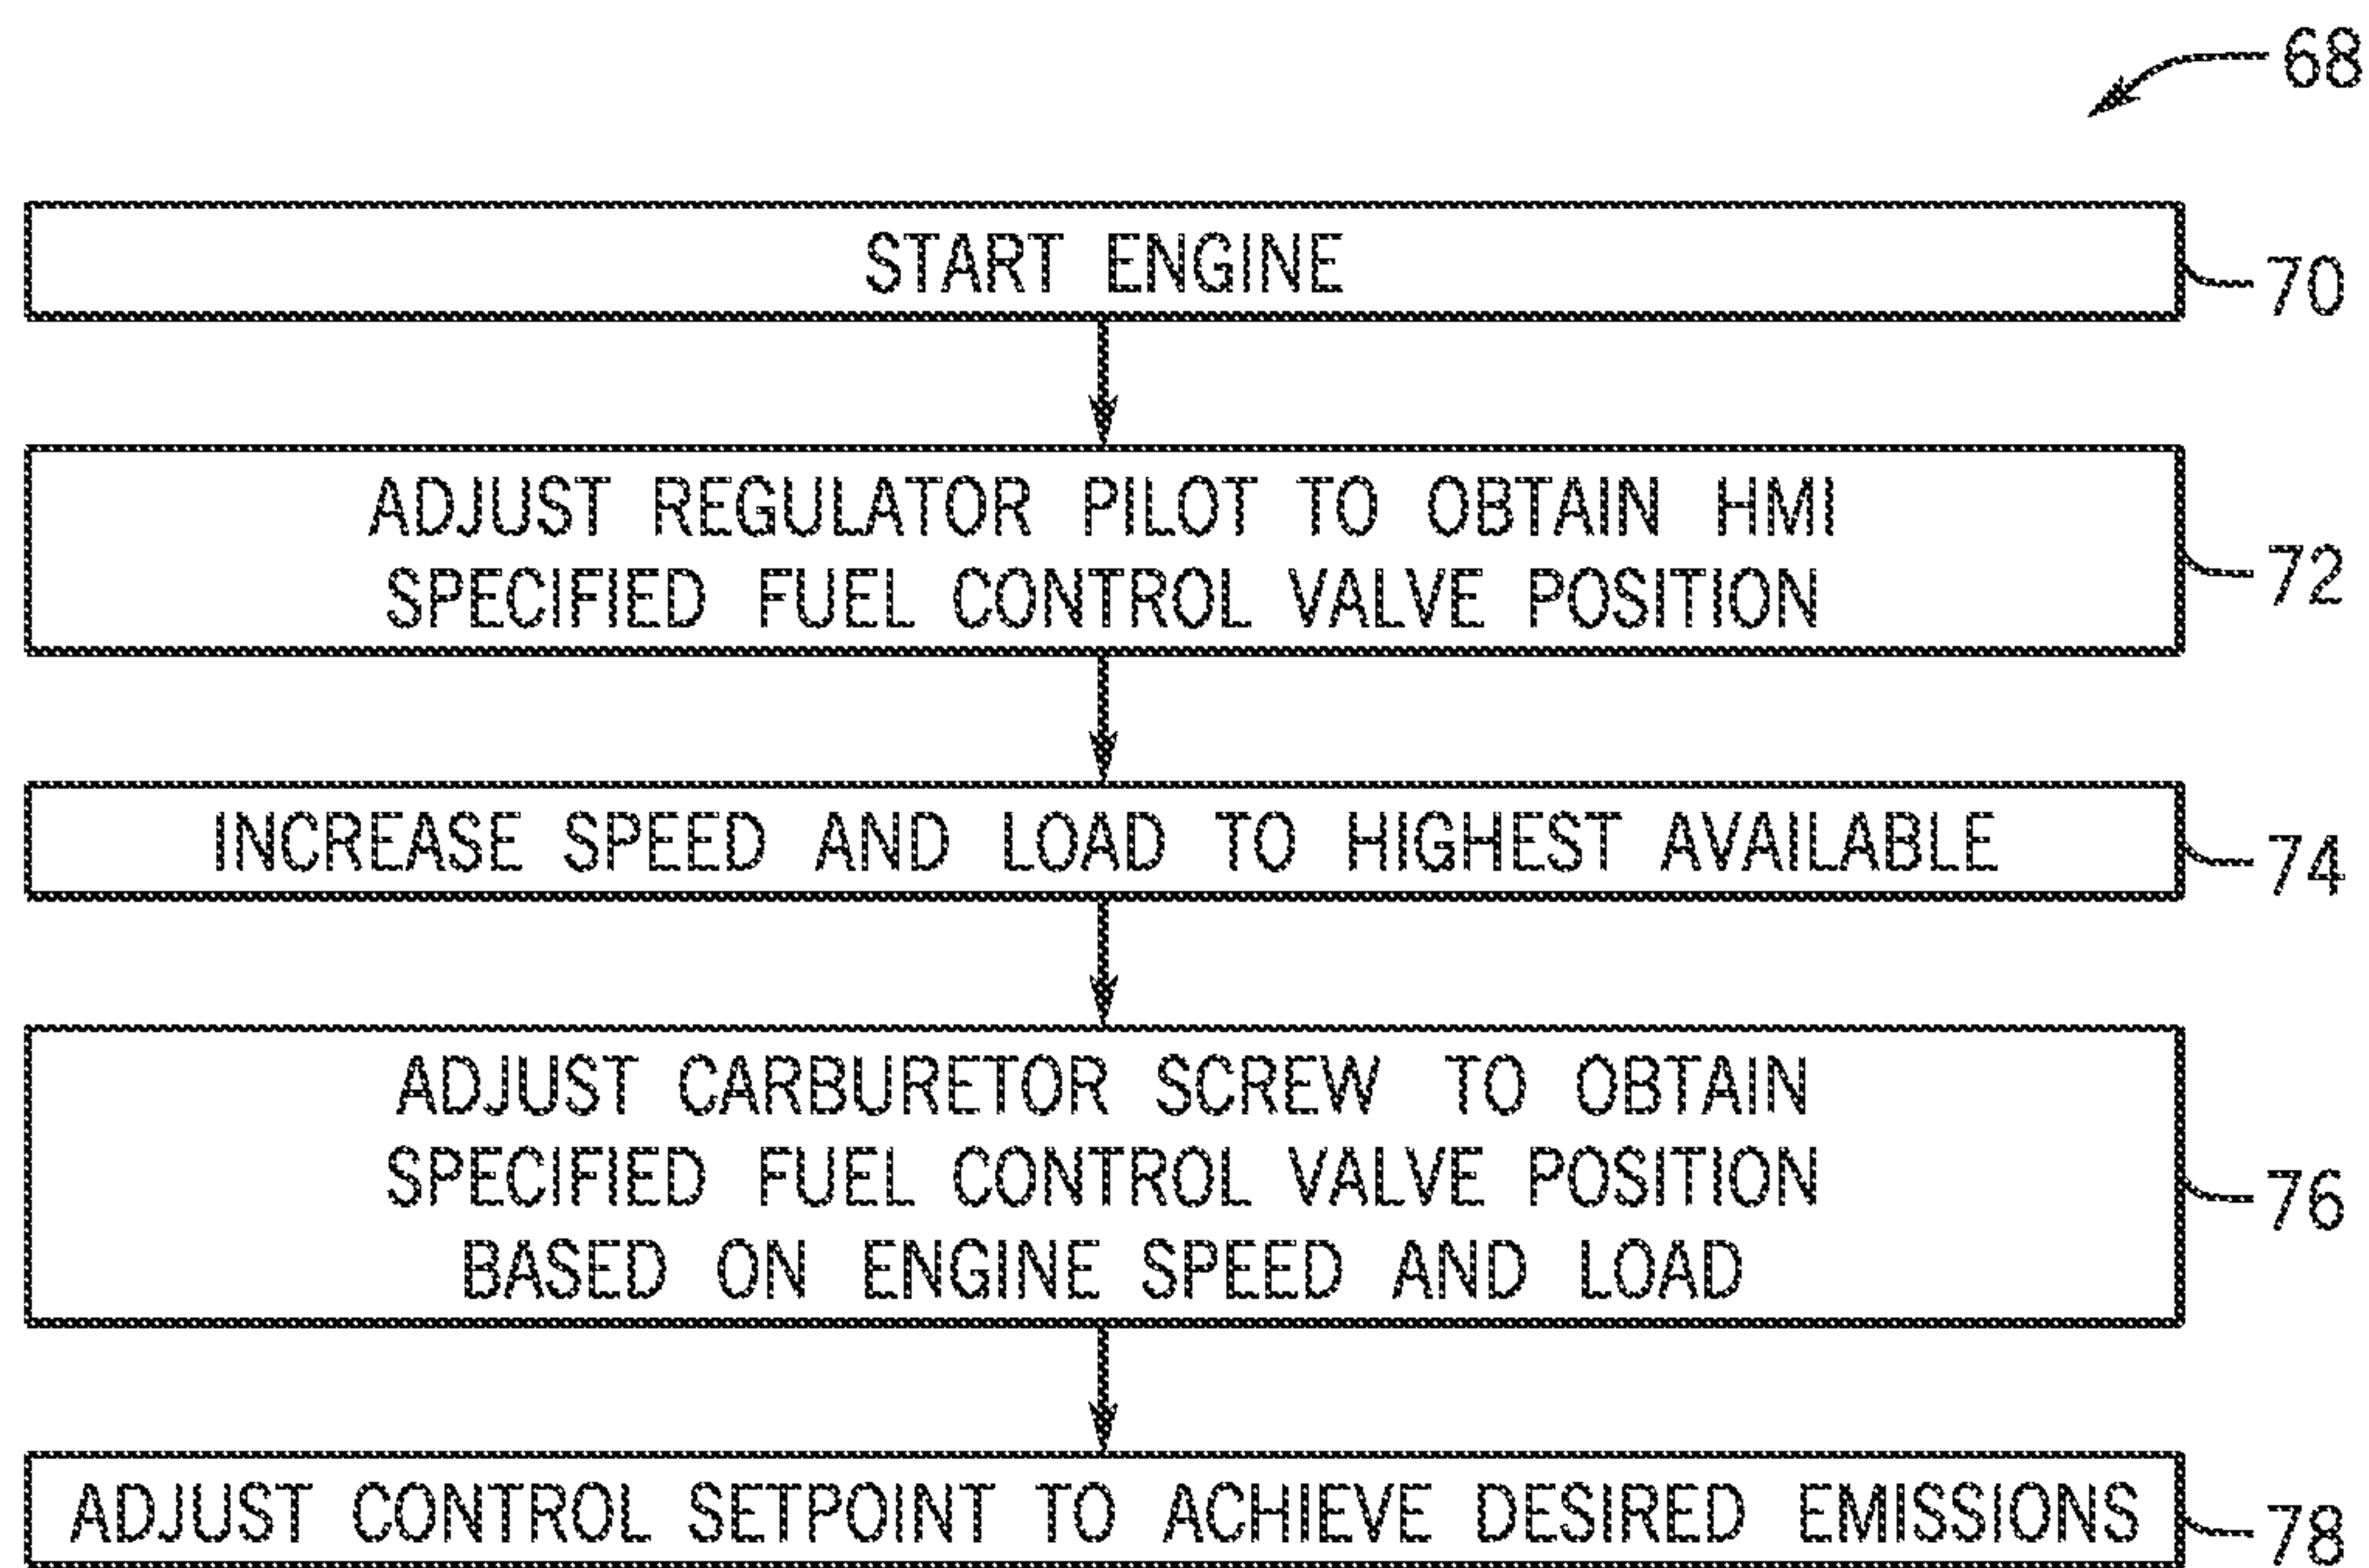 68
START ENGINE
70
ADJUST REGULATOR PILOT TO OBTAIN HMI
SPECIFIED FUEL CONTROL VALVE POSITION
72
INCREASE SPEED AND LOAD TO HIGHEST AVAILABLE
74
ADJUST CARBURETOR SCREW TO OBTAIN
SPECIFIED FUEL CONTROL VALVE POSITION
BASED ON ENGINE SPEED AND LOAD
76
ADJUST CONTROL SETPOINT TO ACHIEVE DESIRED EMISSIONS
78